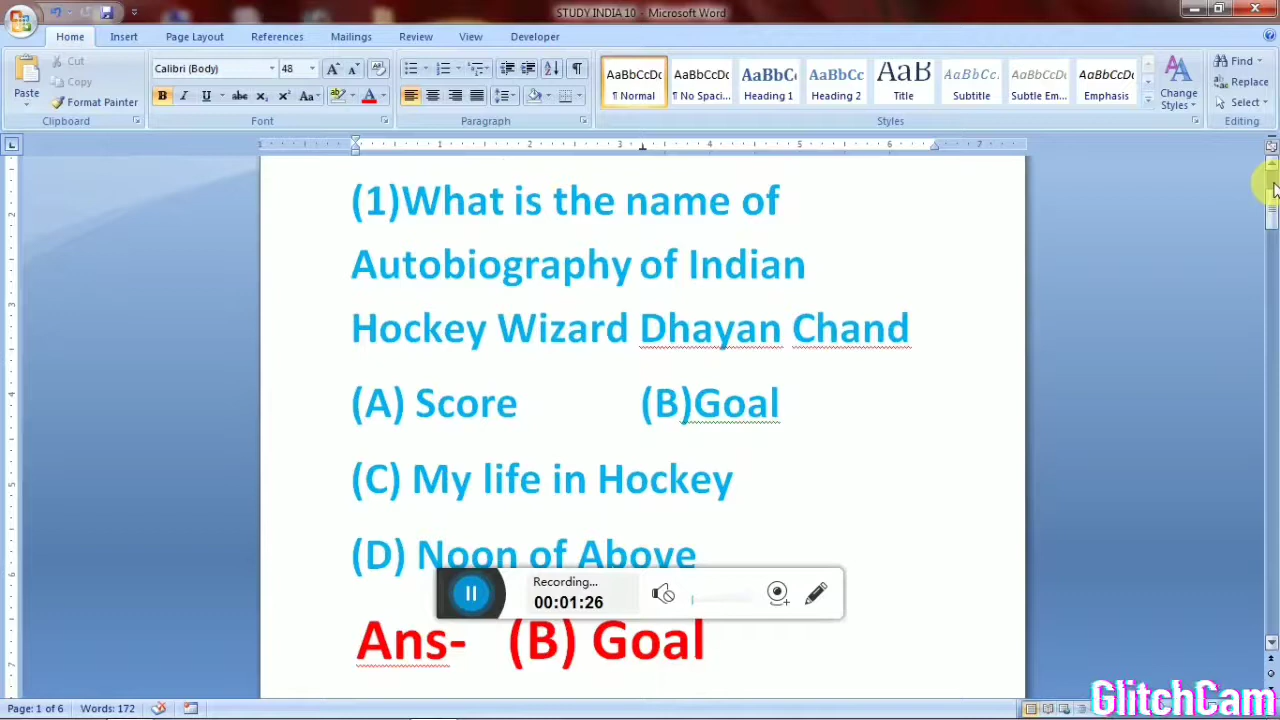 STUDY INDIA 10 - Microsoft Word
Home Insert Page Layout References Mailings Review View Developer
Paste
Cut
Copy
Format Painter
Clipboard
Calibri (Body) 48
Font
Paragraph
AaBbCcDc AaBbCcDc AaBbC AaBbCc AaB AaBbCc. AaBbCcDc AaBbCcDc
¶ Normal ¶ No Spaci... Heading 1 Heading 2 Title Subtitle Subtle Em... Emphasis
Styles
Change Styles
Find
Replace
Select
Editing
(1)What is the name of
Autobiography of Indian
Hockey Wizard Dhayan Chand
(A) Score (B)Goal
(C) My life in Hockey
(D) Noon of Above
Recording...
00:01:26
Ans- (B) Goal
Page: 1 of 6 Words: 172
GlitchCam